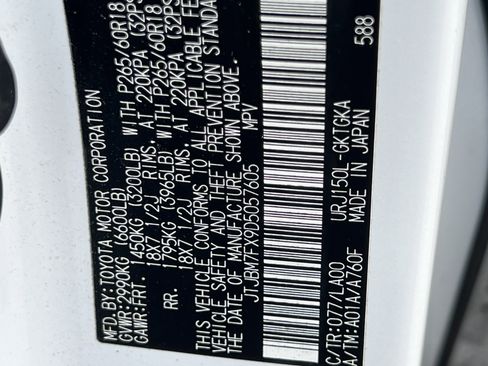 MFD. BY:TOYOTA MOTOR CORPORATION
GVWR:2990KG (6600LB)
GAWR:FRT. 1450KG (3200LB) WITH P265/60R18
18X7 1/2J RIMS, AT 220KPA (32PS
RR. 1795KG (3965LB) WITH P265/60R18
18X7 1/2J RIMS, AT 220KPA (32PS
THIS VEHICLE CONFORMS TO ALL APPLICABLE FE
VEHICLE SAFETY AND THEFT PREVENTION STANDAR
THE DATE OF MANUFACTURE SHOWN ABOVE.
JTJBM7FX9D5057605 MPV
C/TR:077/LA00 URJ150L-GKTGKA
A/TM:A01A/A760F MADE IN JAPAN
588